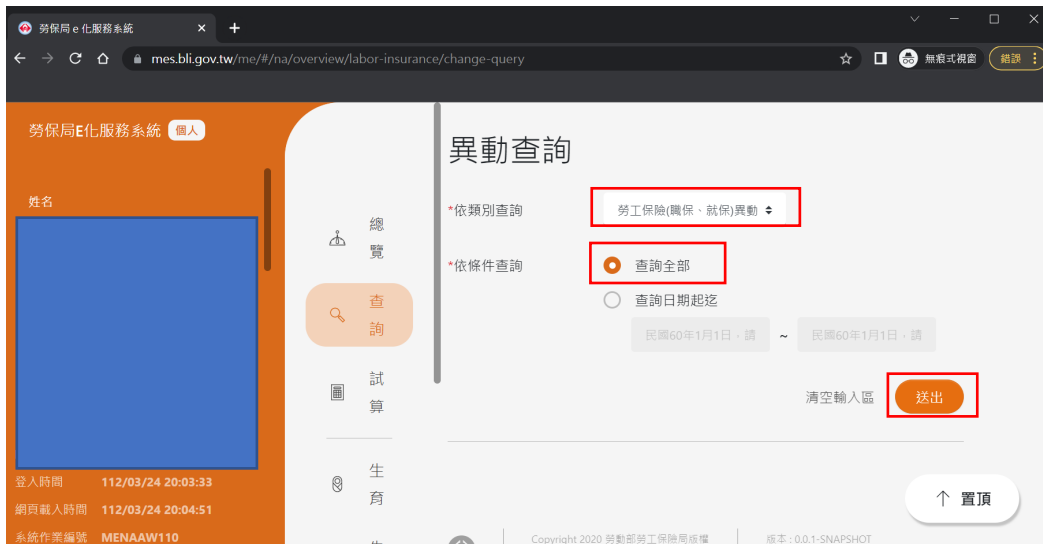 勞保局 e 化服務系統
mes.bli.gov.tw/me/#/na/overview/labor-insurance/change-query
無痕式視窗
錯誤
勞保局E化服務系統 個人
姓名
登入時間 112/03/24 20:03:33
網頁載入時間 112/03/24 20:04:51
系統作業編號 MENAAW110
總覽
查詢
試算
生育
異動查詢
*依類別查詢 勞工保險(職保、就保)異動
*依條件查詢 查詢全部
查詢日期起迄
民國60年1月1日，請 ~ 民國60年1月1日，請
清空輸入區 送出
↑ 置頂
Copyright 2020 勞動部勞工保險局版權
版本 : 0.0.1-SNAPSHOT